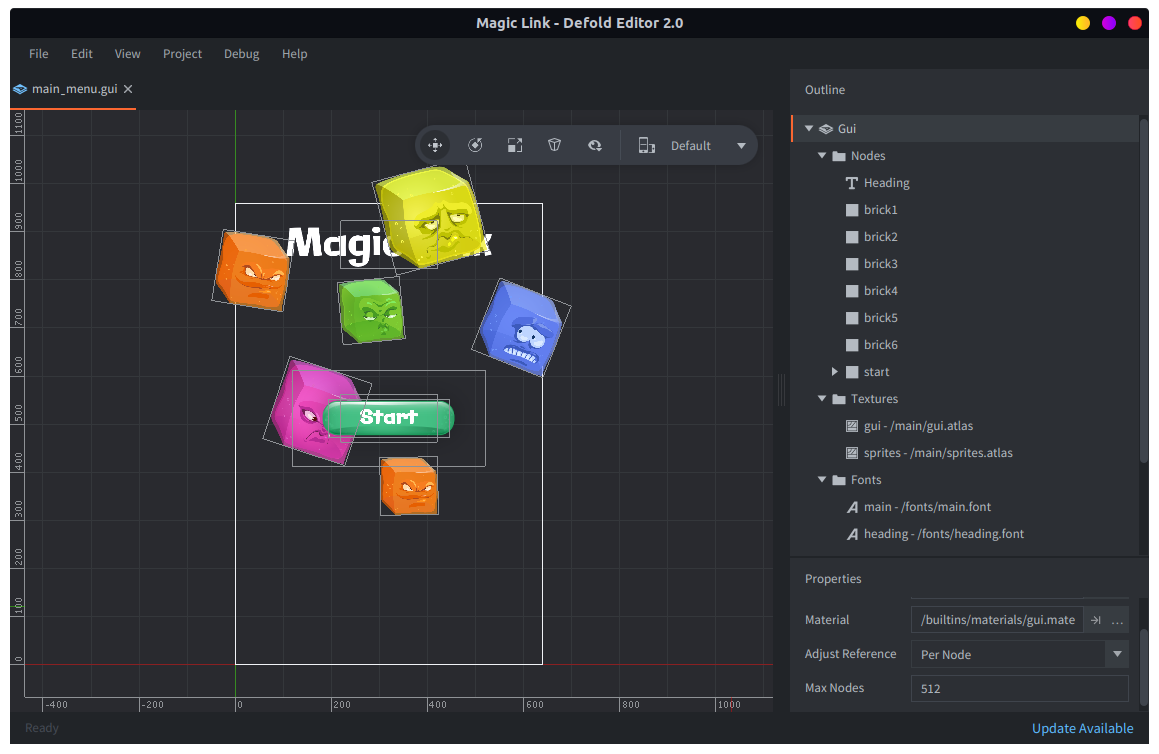 Magic Link - Defold Editor 2.0
File Edit View Project Debug Help
main_menu.gui
Default
1100
1000
900
800
700
600
500
400
300
200
100
0
Magic
k
Start
-400 -200 0 200 400 600 800 1000
Outline
Gui
Nodes
Heading
brick1
brick2
brick3
brick4
brick5
brick6
start
Textures
gui - /main/gui.atlas
sprites - /main/sprites.atlas
Fonts
main - /fonts/main.font
heading - /fonts/heading.font
Properties
Material /builtins/materials/gui.mate ...
Adjust Reference Per Node
Max Nodes 512
Ready
Update Available